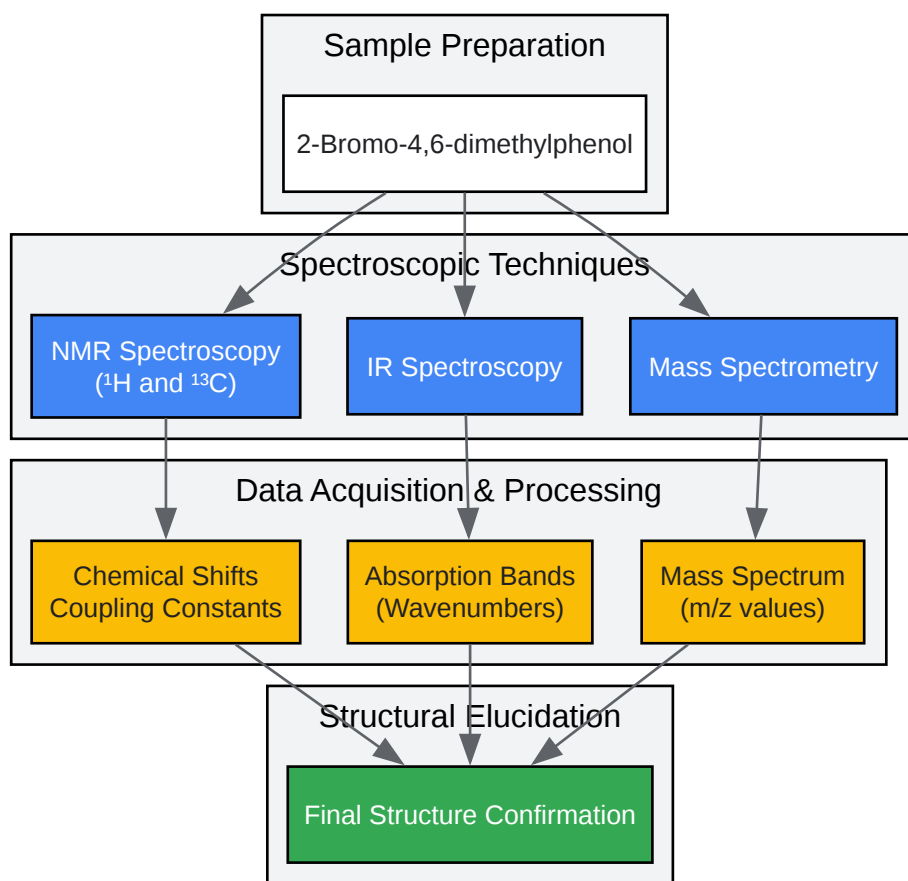 Sample Preparation
2-Bromo-4,6-dimethylphenol
Spectroscopic Techniques
NMR Spectroscopy
(¹H and ¹³C)
IR Spectroscopy
Mass Spectrometry
Data Acquisition & Processing
Chemical Shifts
Coupling Constants
Absorption Bands
(Wavenumbers)
Mass Spectrum
(m/z values)
Structural Elucidation
Final Structure Confirmation